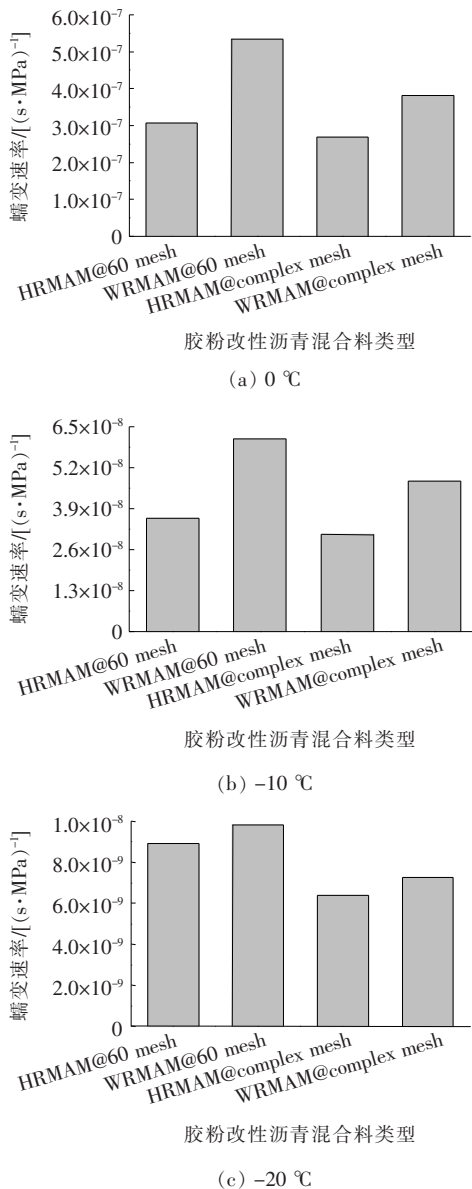 蠕变速率/[(s·MPa)⁻¹]
6.0×10⁻⁷
5.0×10⁻⁷
4.0×10⁻⁷
3.0×10⁻⁷
2.0×10⁻⁷
1.0×10⁻⁷
0
HRMAM@60 mesh
WRMAM@60 mesh
HRMAM@complex mesh
WRMAM@complex mesh
胶粉改性沥青混合料类型
(a) 0 ℃
蠕变速率/[(s·MPa)⁻¹]
6.5×10⁻⁸
5.2×10⁻⁸
3.9×10⁻⁸
2.6×10⁻⁸
1.3×10⁻⁸
0
HRMAM@60 mesh
WRMAM@60 mesh
HRMAM@complex mesh
WRMAM@complex mesh
胶粉改性沥青混合料类型
(b) −10 ℃
蠕变速率/[(s·MPa)⁻¹]
1.0×10⁻⁸
8.0×10⁻⁹
6.0×10⁻⁹
4.0×10⁻⁹
2.0×10⁻⁹
0
HRMAM@60 mesh
WRMAM@60 mesh
HRMAM@complex mesh
WRMAM@complex mesh
胶粉改性沥青混合料类型
(c) −20 ℃